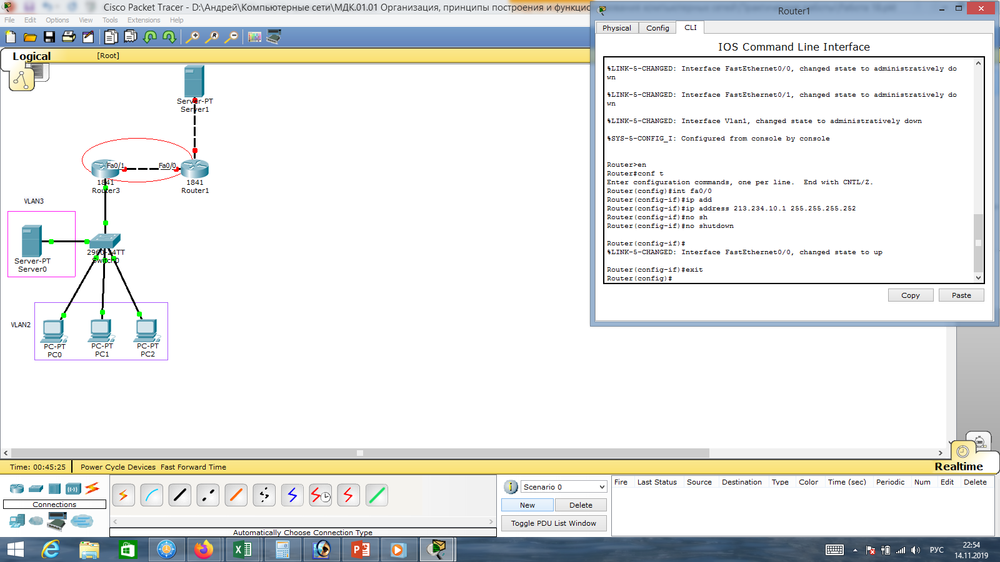 Cisco Packet Tracer - D:\Андрей\Компьютерные сети\МДК.01.01 Организация, принципы построения и функцис
File Edit Options View Tools Extensions Help
Logical
[Root]
Server-PT
Server1
Fa0/1
Fa0/0
1841
Router3
1841
Router1
VLAN3
Server-PT
Server0
2960-24TT
Switch0
VLAN2
PC-PT
PC0
PC-PT
PC1
PC-PT
PC2
Router1
Physical Config CLI
IOS Command Line Interface
%LINK-5-CHANGED: Interface FastEthernet0/0, changed state to administratively do
wn
%LINK-5-CHANGED: Interface FastEthernet0/1, changed state to administratively do
wn
%LINK-5-CHANGED: Interface Vlan1, changed state to administratively down
%SYS-5-CONFIG_I: Configured from console by console
Router>en
Router#conf t
Enter configuration commands, one per line.  End with CNTL/Z.
Router(config)#int fa0/0
Router(config-if)#ip add
Router(config-if)#ip address 213.234.10.1 255.255.255.252
Router(config-if)#no sh
Router(config-if)#no shutdown
Router(config-if)#
%LINK-5-CHANGED: Interface FastEthernet0/0, changed state to up
Router(config-if)#exit
Router(config)#
Copy Paste
Realtime
Time: 00:45:25 Power Cycle Devices Fast Forward Time
Connections
Automatically Choose Connection Type
Scenario 0
New Delete
Toggle PDU List Window
Fire Last Status Source Destination Type Color Time (sec) Periodic Num Edit Delete
РУС
22:54
14.11.2019